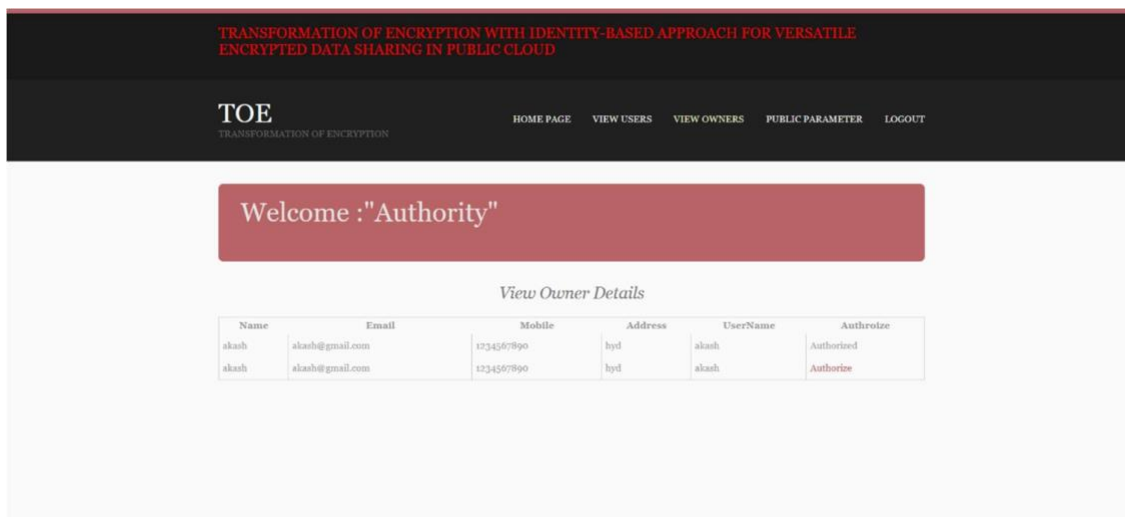 TRANSFORMATION OF ENCRYPTION WITH IDENTITY-BASED APPROACH FOR VERSATILE
ENCRYPTED DATA SHARING IN PUBLIC CLOUD
TOE
TRANSFORMATION OF ENCRYPTION
HOME PAGE VIEW USERS VIEW OWNERS PUBLIC PARAMETER LOGOUT
Welcome :"Authority"
View Owner Details
Name Email Mobile Address UserName Authroize
akash akash@gmail.com 1234567890 hyd akash Authorized
akash akash@gmail.com 1234567890 hyd akash Authorize